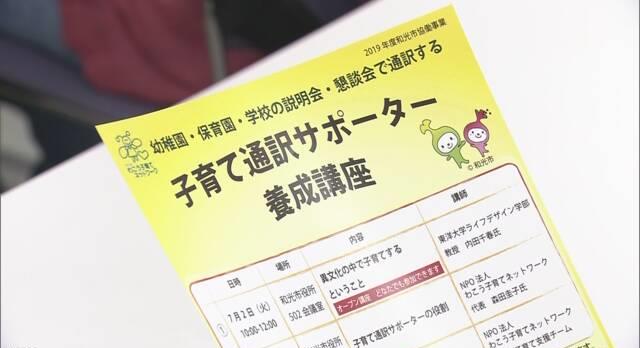 2019年度和光市協働事業
幼稚園・保育園・学校の説明会・懇談会で通訳する
子育て通訳サポーター
養成講座
©和光市
日時 場所 内容 講師
① 7月2日(火) 10:00-12:00
和光市役所 502会議室
異文化の中で子育てする
ということ
オープン講座 どなたでも参加できます
東洋大学ライフデザイン学部
教授 内田千春氏
和光市役所
子育て通訳サポーターの役割
NPO法人
わこう子育てネットワーク
代表 森田圭子氏
NPO法人
わこう子育てネットワーク
子育て支援チーム